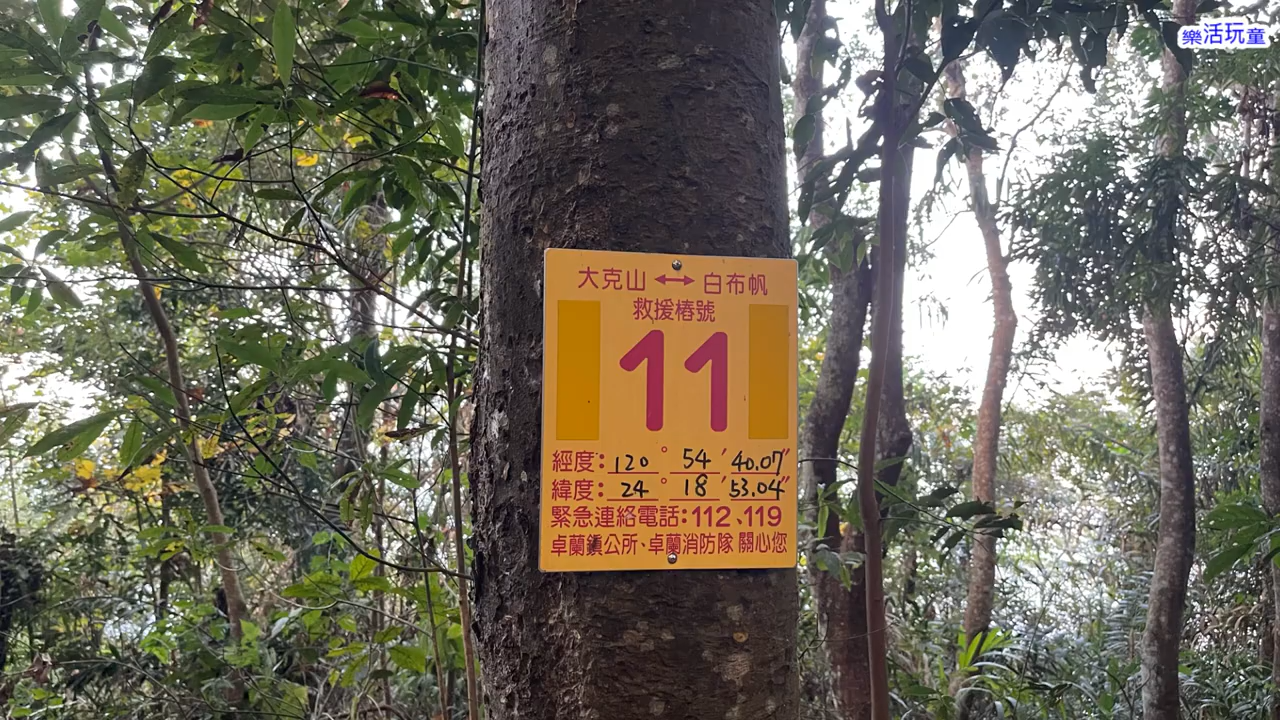 樂活玩童
大克山 ↔ 白布帆
救援樁號
11
經度:120°54′40.07″
緯度:24°18′53.04″
緊急連絡電話:112、119
卓蘭鎮公所、卓蘭消防隊 關心您